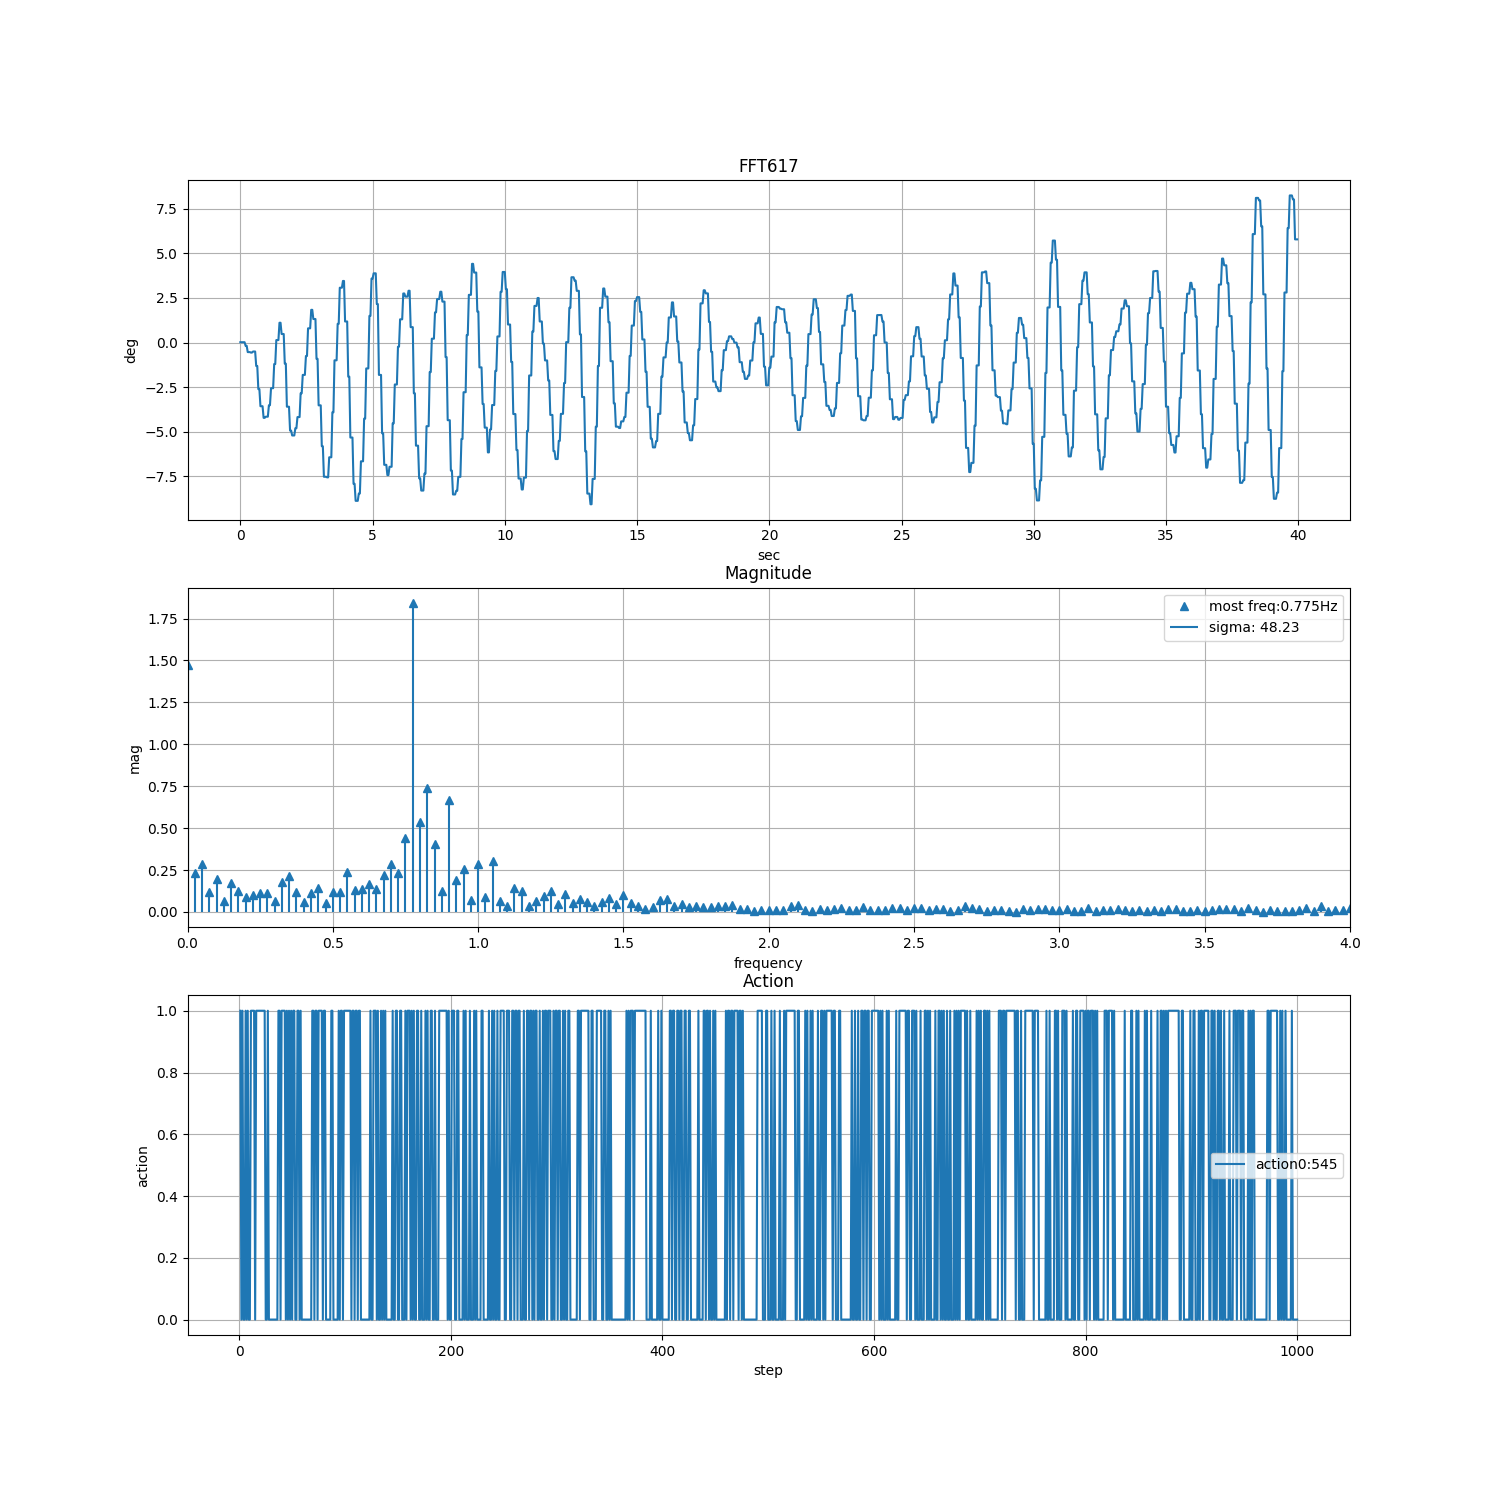 FFT617
7.5
5.0
2.5
0.0
−2.5
−5.0
−7.5
deg
0 5 10 15 20 25 30 35 40
sec
Magnitude
1.75
1.50
1.25
1.00
0.75
0.50
0.25
0.00
mag
most freq:0.775Hz
sigma: 48.23
0.0 0.5 1.0 1.5 2.0 2.5 3.0 3.5 4.0
frequency
Action
1.0
0.8
0.6
0.4
0.2
0.0
action
action0:545
0 200 400 600 800 1000
step